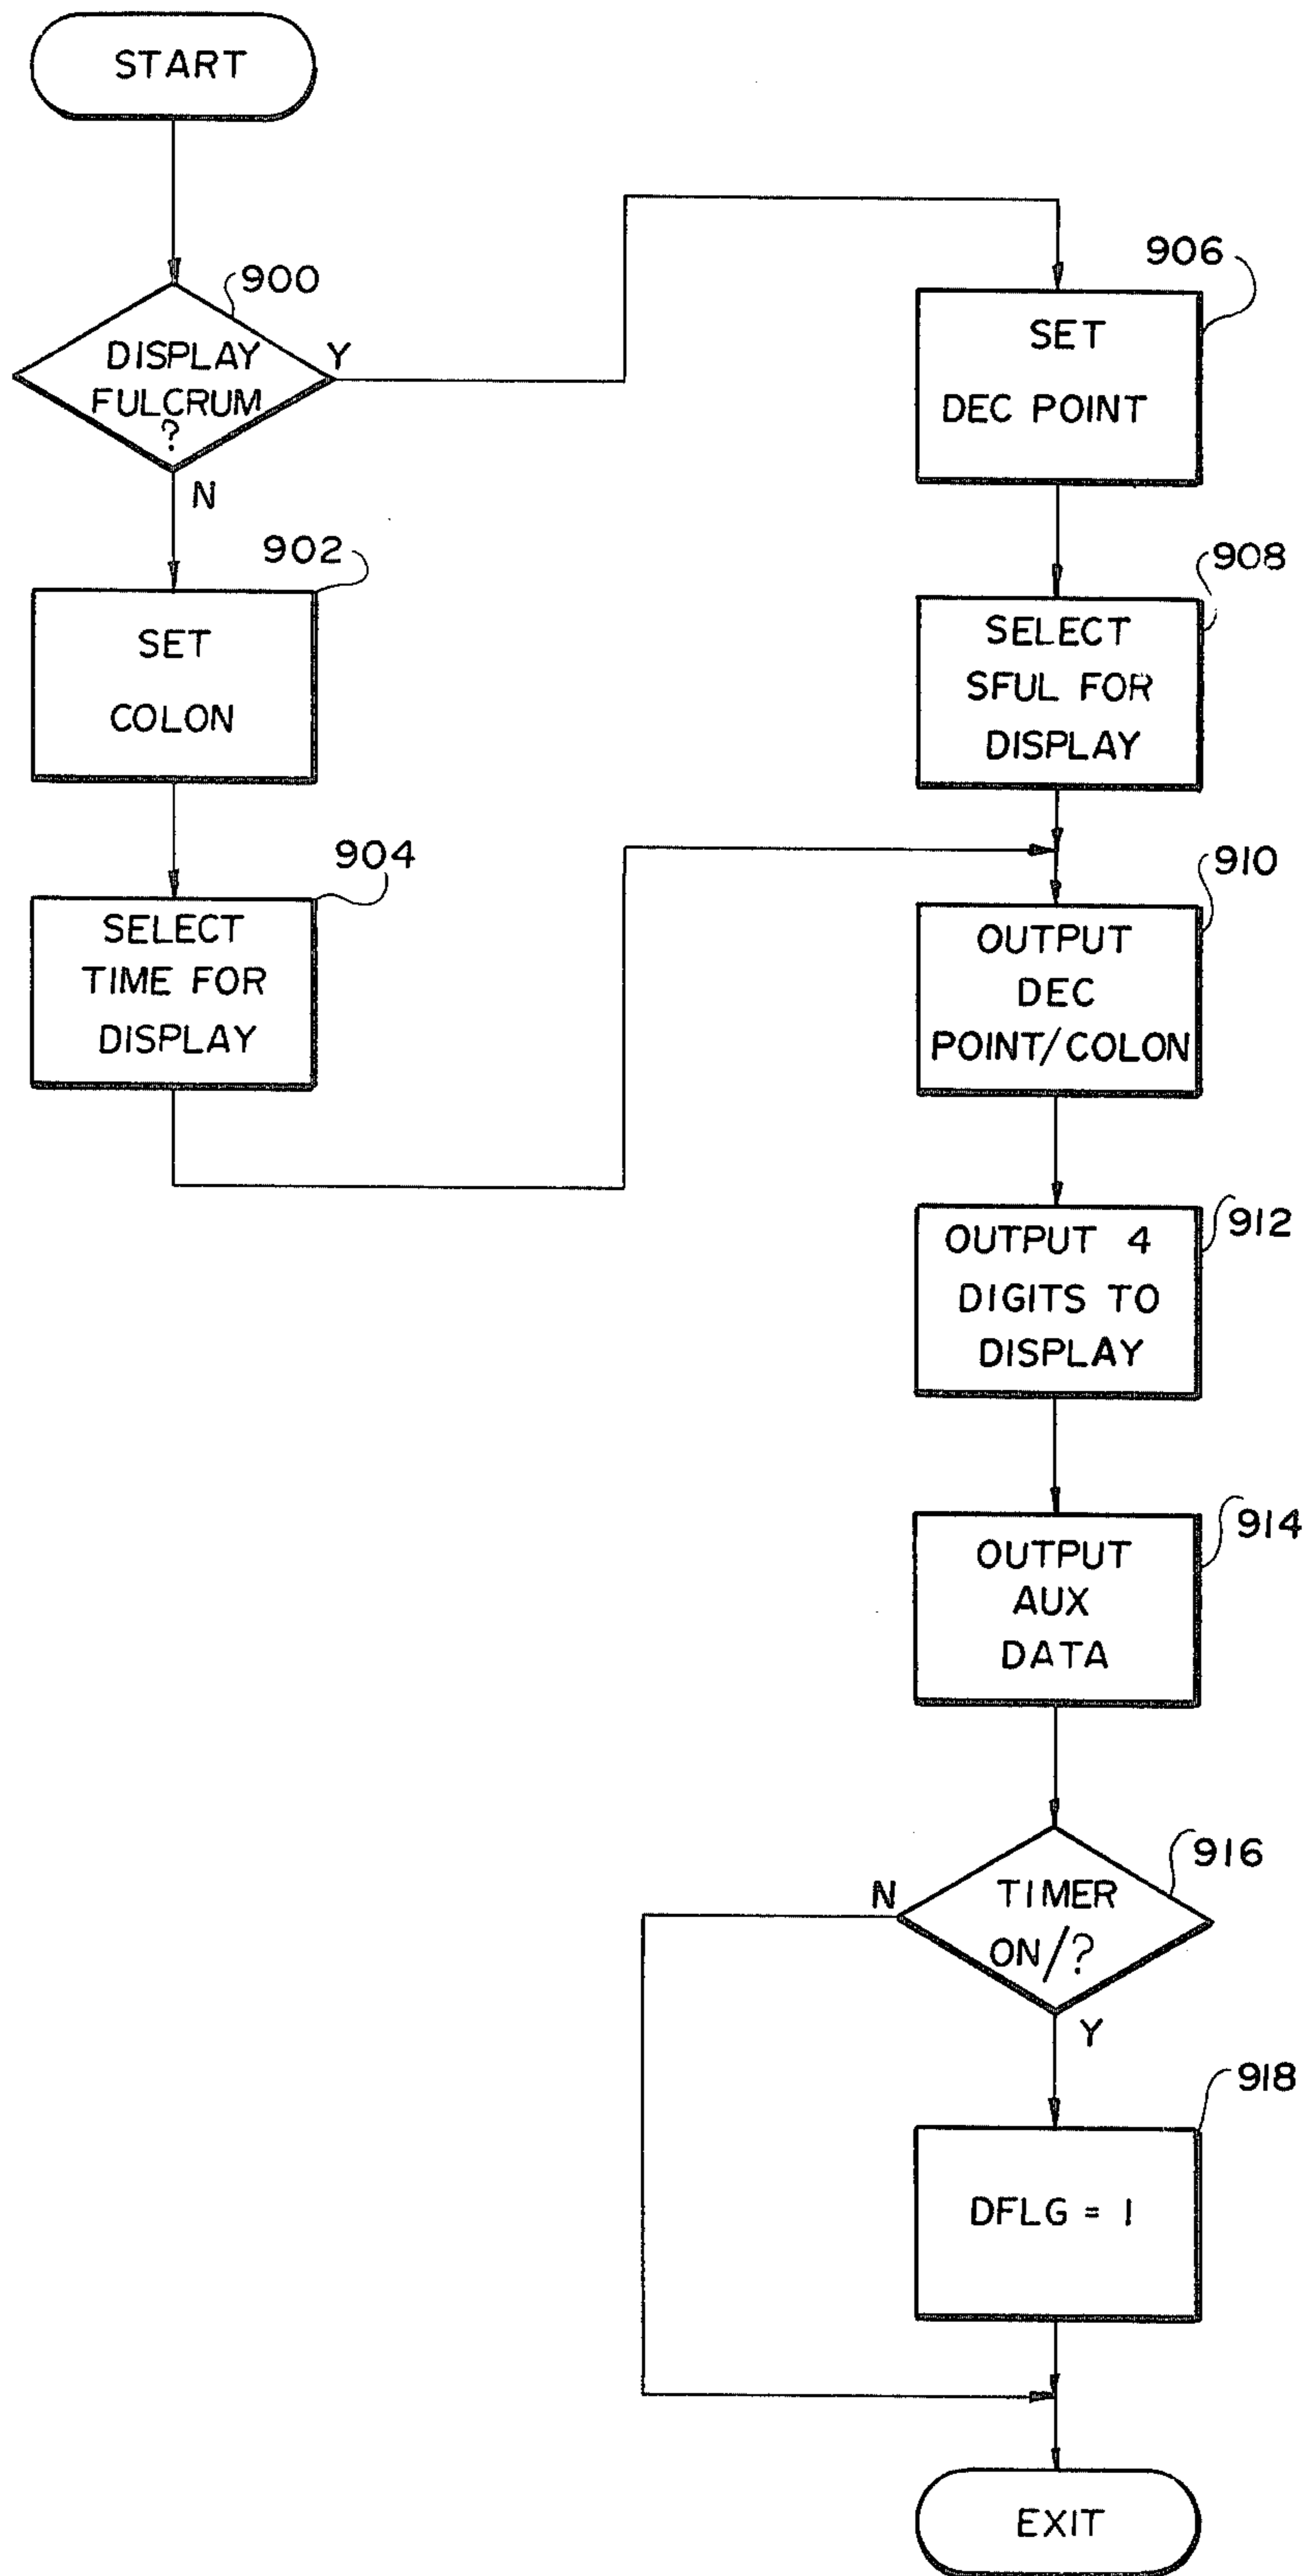 START
900
DISPLAY
FULCRUM
?
Y
N
902
SET
COLON
904
SELECT
TIME FOR
DISPLAY
906
SET
DEC POINT
908
SELECT
SFUL FOR
DISPLAY
910
OUTPUT
DEC
POINT/COLON
912
OUTPUT 4
DIGITS TO
DISPLAY
914
OUTPUT
AUX
DATA
916
N
TIMER
ON/?
Y
918
DFLG = 1
EXIT